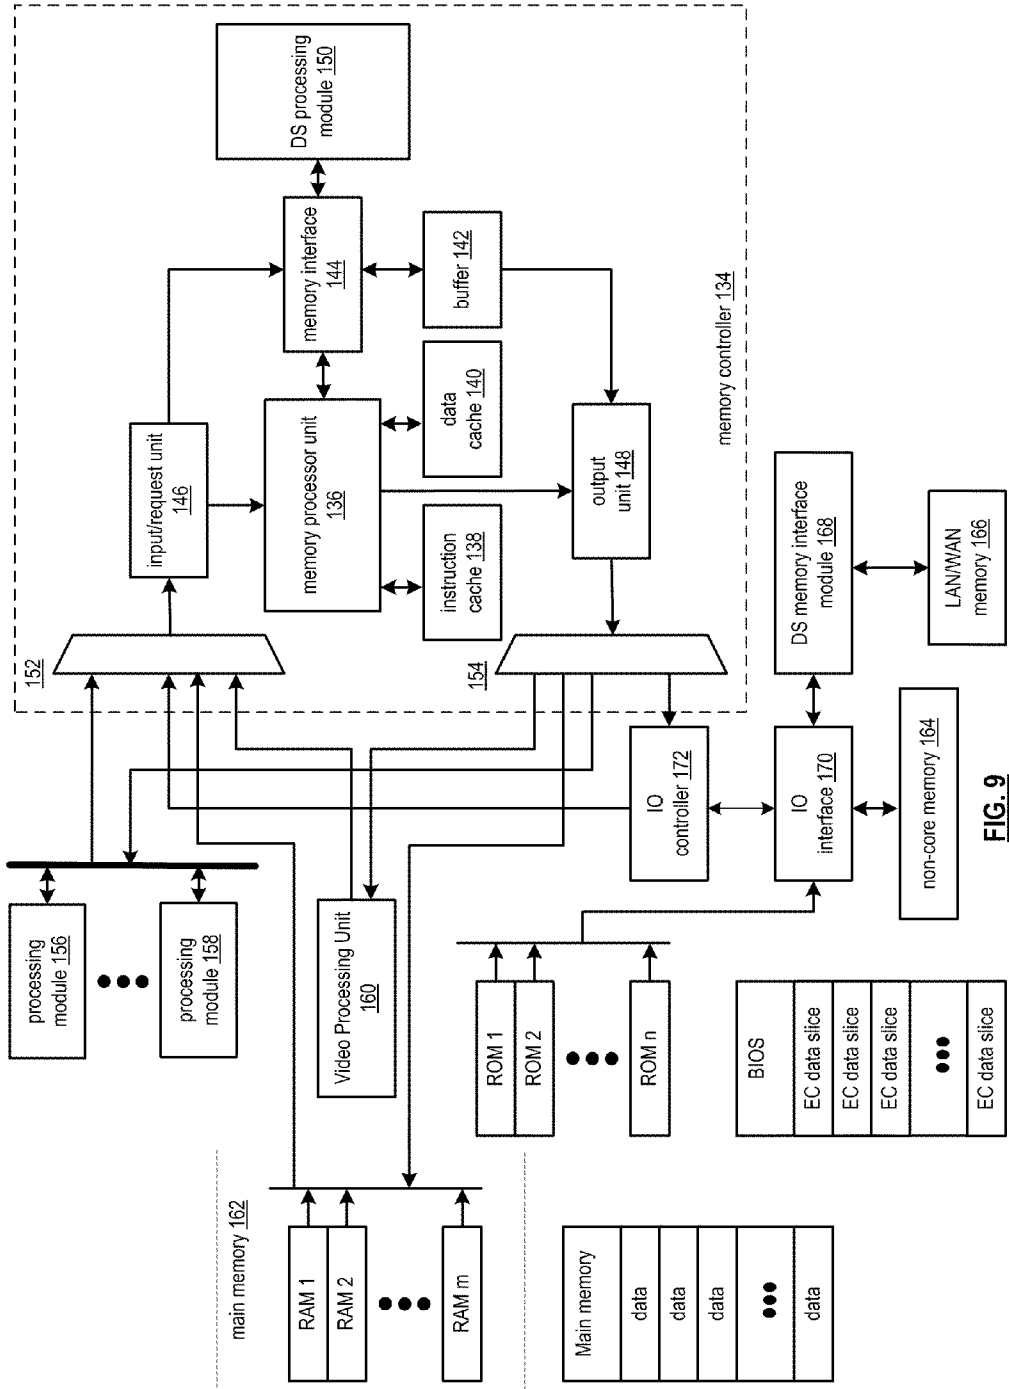 DS processing
module 150
memory interface
144
buffer 142
input/request unit
146
memory processor unit
136
data
cache 140
instruction
cache 138
output
unit 148
memory controller 134
152
154
DS memory interface
module 168
LAN/WAN
memory 166
IO
controller 172
IO
interface 170
non-core memory 164
processing
module 156
processing
module 158
Video Processing Unit
160
ROM 1
ROM 2
ROM n
BIOS
EC data slice
EC data slice
EC data slice
EC data slice
main memory 162
RAM 1
RAM 2
RAM m
Main memory
data
data
data
data
FIG. 9